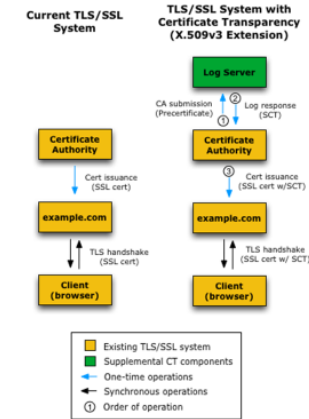 Current TLS/SSL
System
TLS/SSL System with
Certificate Transparency
(X.509v3 Extension)
Log Server
CA submission
(Precertificate)
1
2
Log response
(SCT)
Certificate
Authority
Certificate
Authority
Cert issuance
(SSL cert)
3
Cert issuance
(SSL cert w/SCT)
example.com
example.com
TLS handshake
(SSL cert)
TLS handshake
(SSL cert w/ SCT)
Client
(browser)
Client
(browser)
Existing TLS/SSL system
Supplemental CT components
One-time operations
Synchronous operations
1 Order of operation